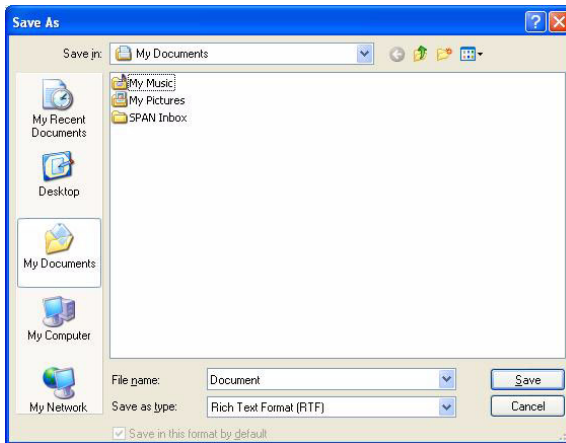 Save As
Save in: My Documents
My Recent
Documents
Desktop
My Documents
My Computer
My Network
My Music
My Pictures
SPAN Inbox
File name: Document Save
Save as type: Rich Text Format (RTF) Cancel
Save in this format by default